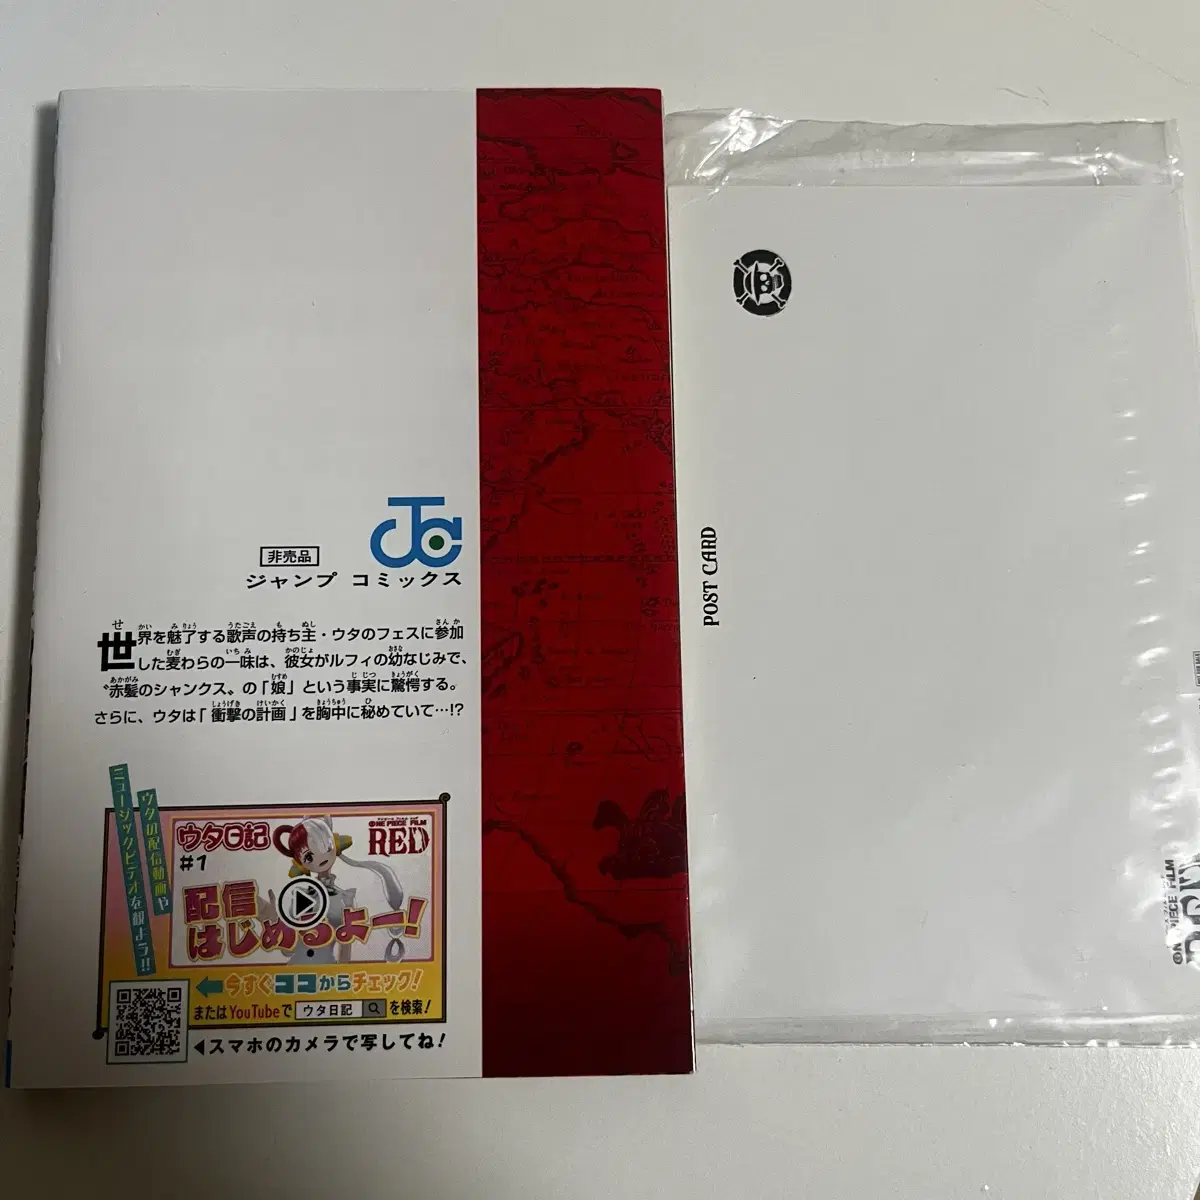 非売品
ジャンプ コミックス
世界を魅了する歌声の持ち主・ウタのフェスに参加
した麦わらの一味は、彼女がルフィの幼なじみで、
〝赤髪のシャンクス〟の「娘」という事実に驚愕する。
さらに、ウタは「衝撃の計画」を胸中に秘めていて…!?
ウタの配信動画や
ミュージックビデオを観よう!!
ウタ日記
#1
ONE PIECE FILM
RED
配信
はじめるよー!
今すぐココからチェック!
またはYouTubeで ウタ日記 を検索!
◀スマホのカメラで写してね!
POST CARD
ONE PIECE FILM